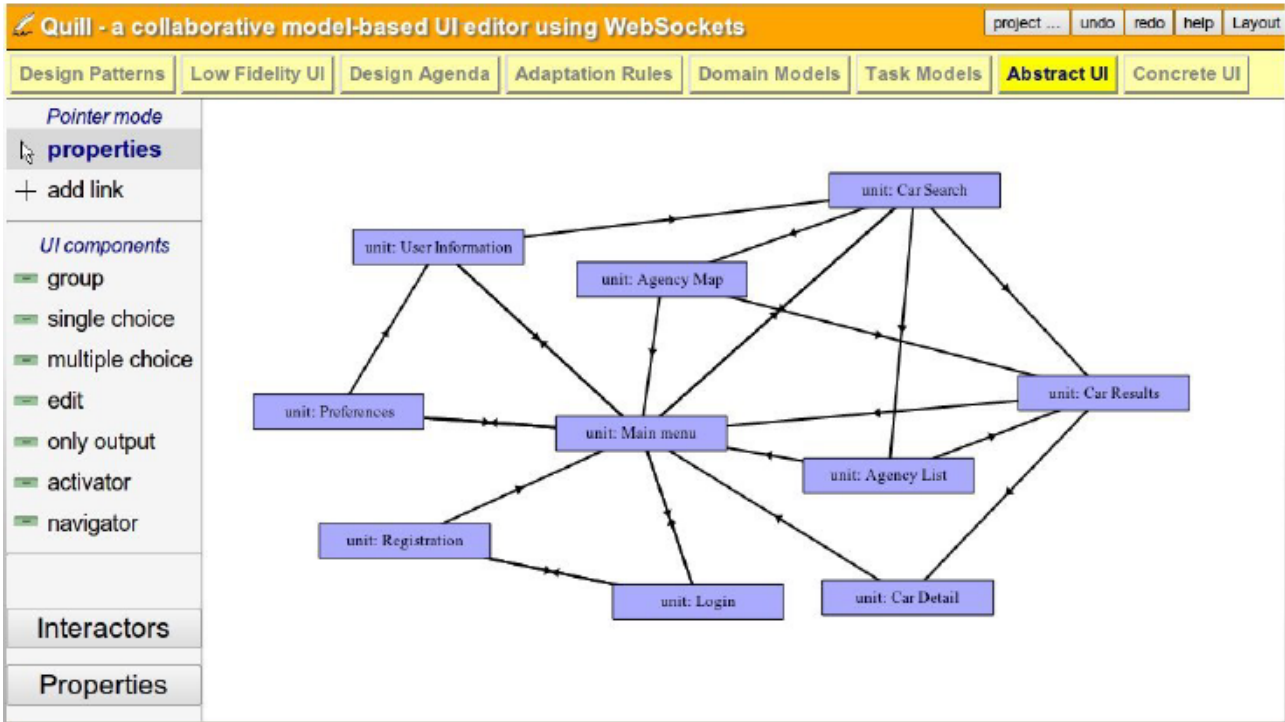 Quill - a collaborative model-based UI editor using WebSockets
project ... undo redo help Layout
Design Patterns Low Fidelity UI Design Agenda Adaptation Rules Domain Models Task Models Abstract UI Concrete UI
Pointer mode
properties
add link
UI components
group
single choice
multiple choice
edit
only output
activator
navigator
Interactors
Properties
unit: Car Search
unit: User Information
unit: Agency Map
unit: Car Results
unit: Preferences
unit: Main menu
unit: Agency List
unit: Registration
unit: Login
unit: Car Detail